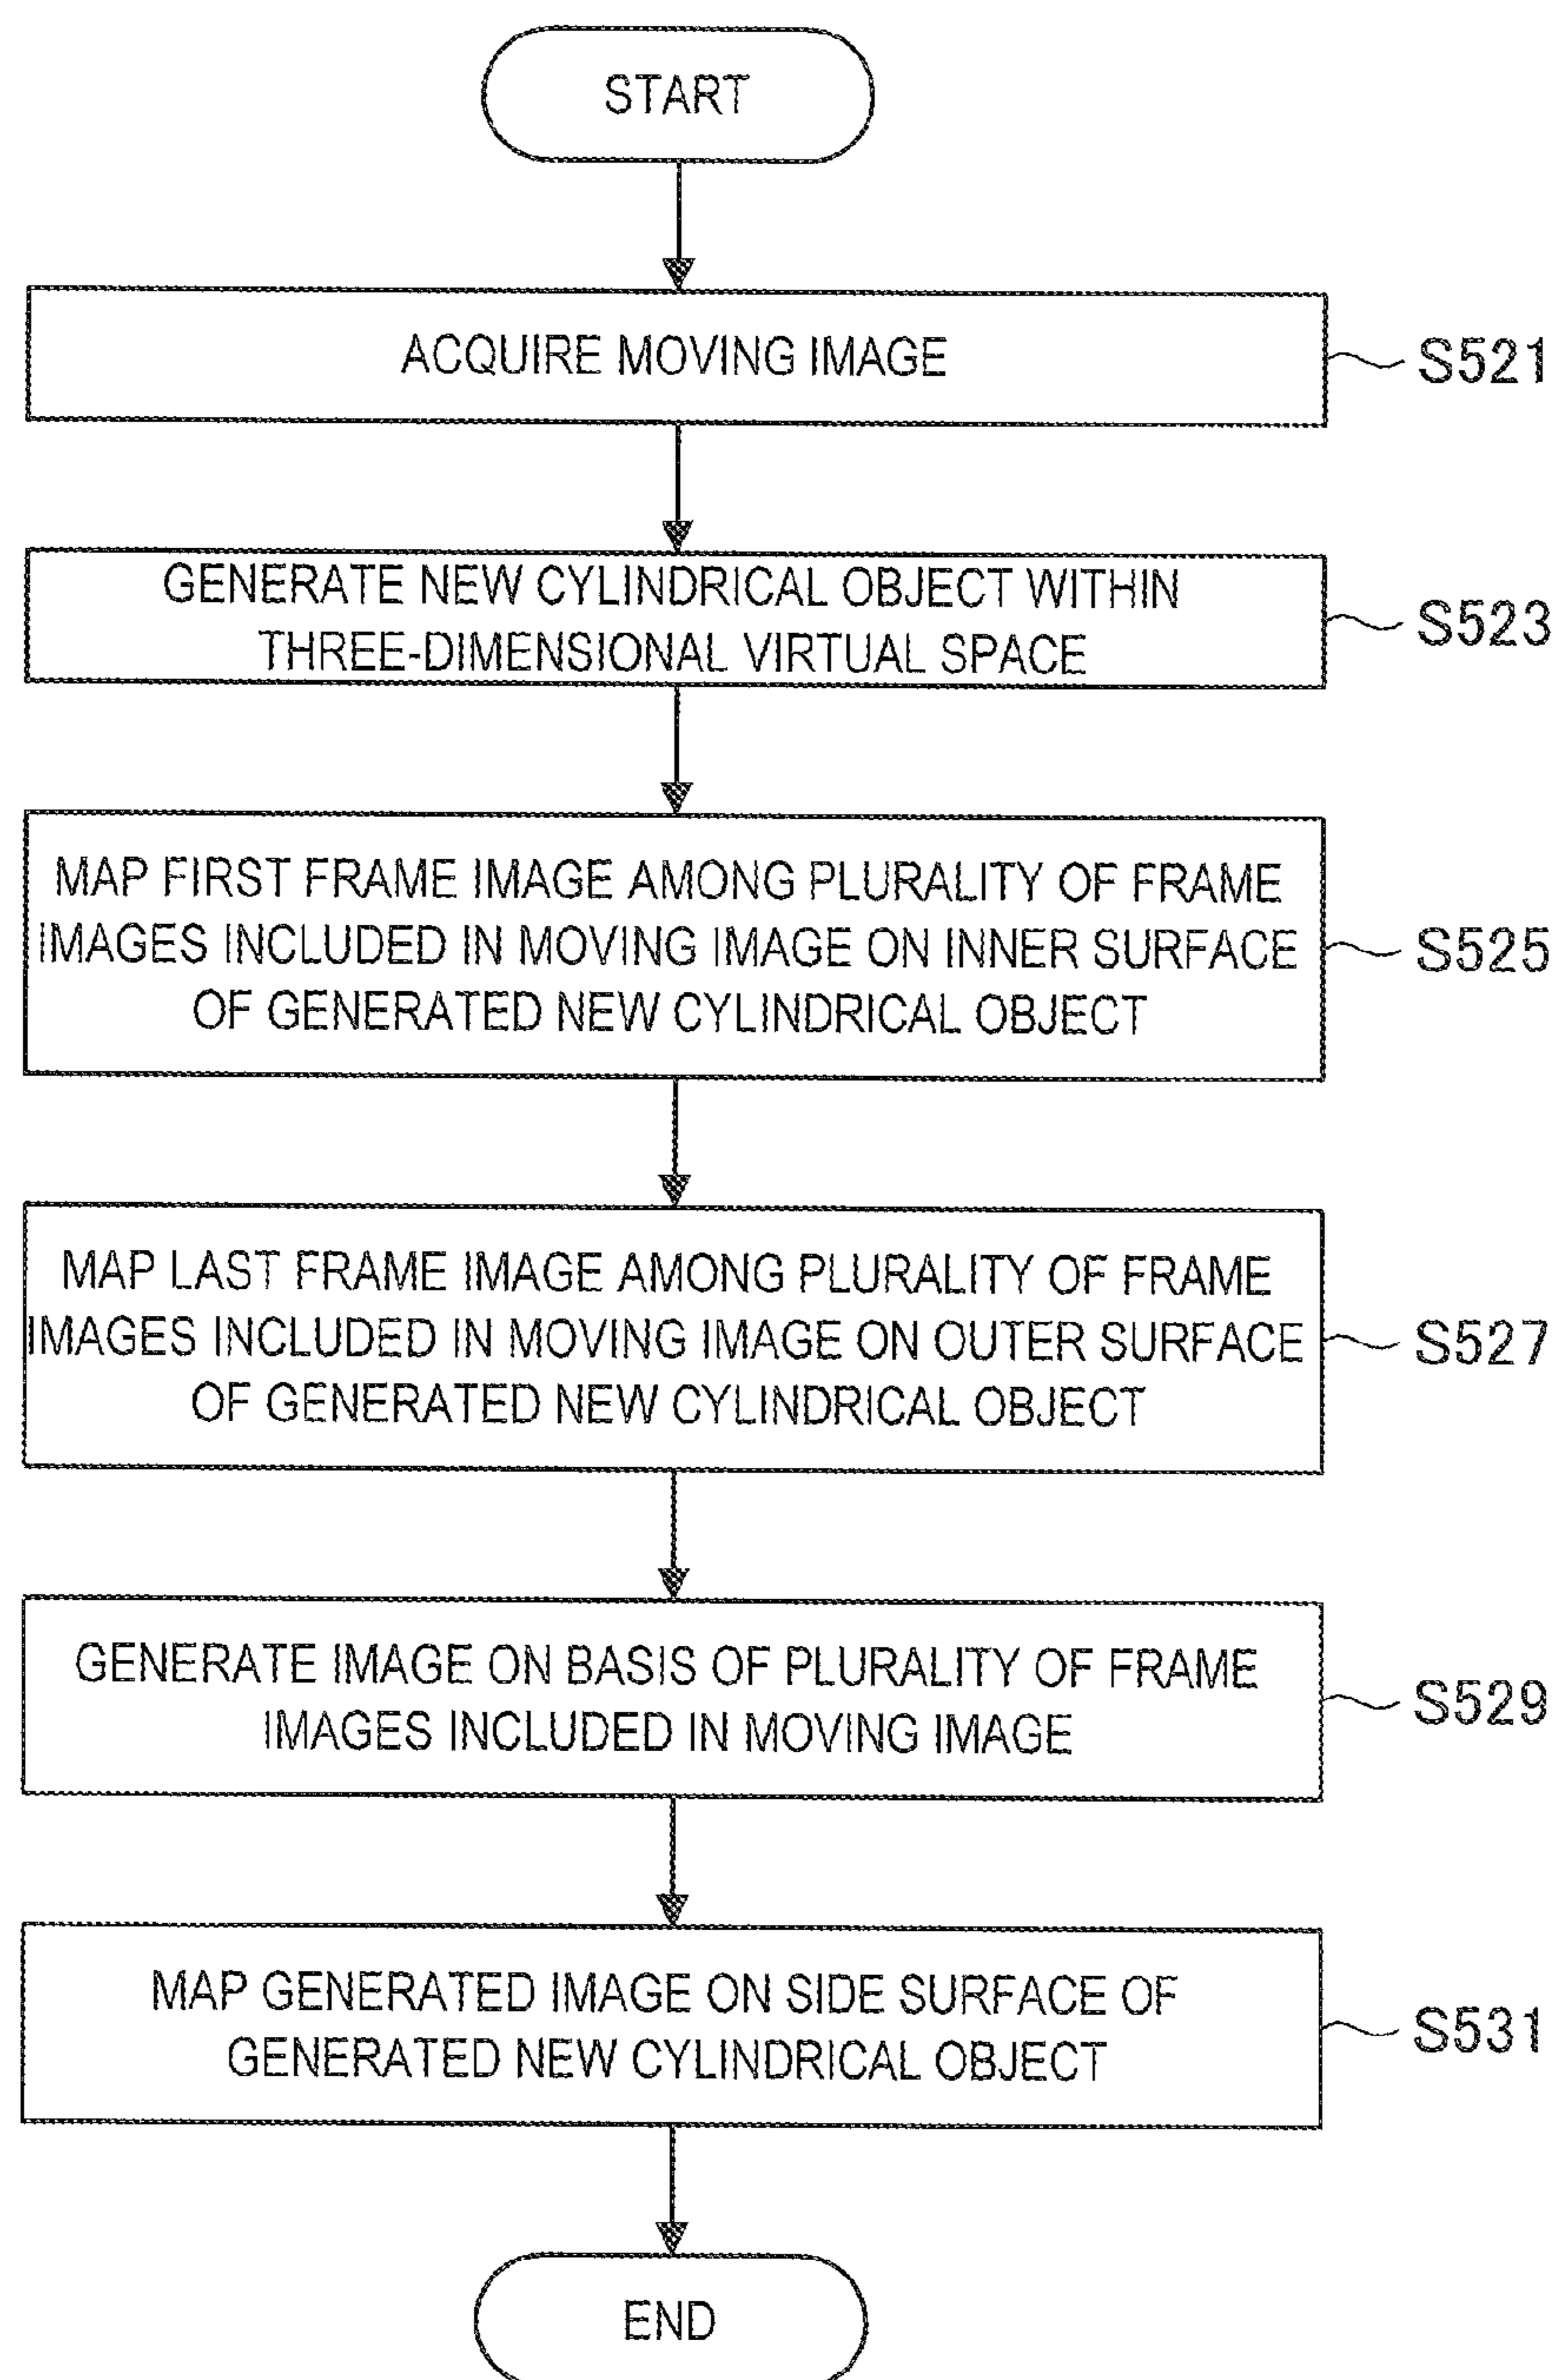 START
ACQUIRE MOVING IMAGE
S521
GENERATE NEW CYLINDRICAL OBJECT WITHIN
THREE-DIMENSIONAL VIRTUAL SPACE
S523
MAP FIRST FRAME IMAGE AMONG PLURALITY OF FRAME
IMAGES INCLUDED IN MOVING IMAGE ON INNER SURFACE
OF GENERATED NEW CYLINDRICAL OBJECT
S525
MAP LAST FRAME IMAGE AMONG PLURALITY OF FRAME
IMAGES INCLUDED IN MOVING IMAGE ON OUTER SURFACE
OF GENERATED NEW CYLINDRICAL OBJECT
S527
GENERATE IMAGE ON BASIS OF PLURALITY OF FRAME
IMAGES INCLUDED IN MOVING IMAGE
S529
MAP GENERATED IMAGE ON SIDE SURFACE OF
GENERATED NEW CYLINDRICAL OBJECT
S531
END